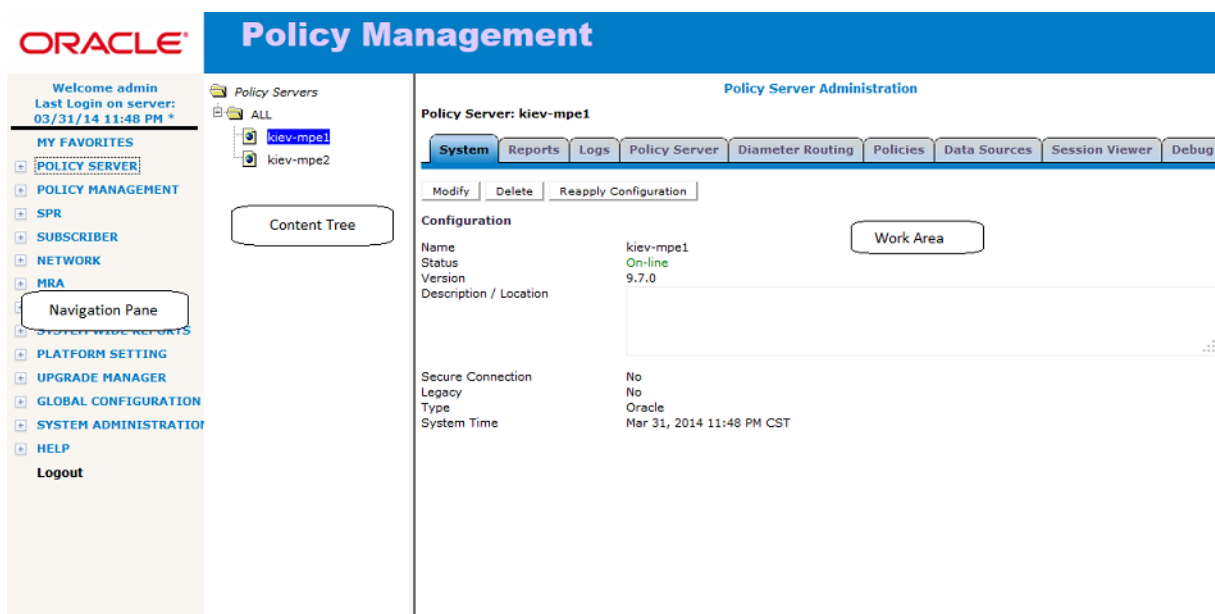 ORACLE®
Policy Management
Welcome admin
Last Login on server:
03/31/14 11:48 PM *
MY FAVORITES
POLICY SERVER
POLICY MANAGEMENT
SPR
SUBSCRIBER
NETWORK
MRA
Navigation Pane
SYSTEM WIDE REPORTS
PLATFORM SETTING
UPGRADE MANAGER
GLOBAL CONFIGURATION
SYSTEM ADMINISTRATION
HELP
Logout
Policy Servers
ALL
kiev-mpe1
kiev-mpe2
Content Tree
Policy Server Administration
Policy Server: kiev-mpe1
System Reports Logs Policy Server Diameter Routing Policies Data Sources Session Viewer Debug
Modify Delete Reapply Configuration
Configuration
Work Area
Name kiev-mpe1
Status On-line
Version 9.7.0
Description / Location
Secure Connection No
Legacy No
Type Oracle
System Time Mar 31, 2014 11:48 PM CST